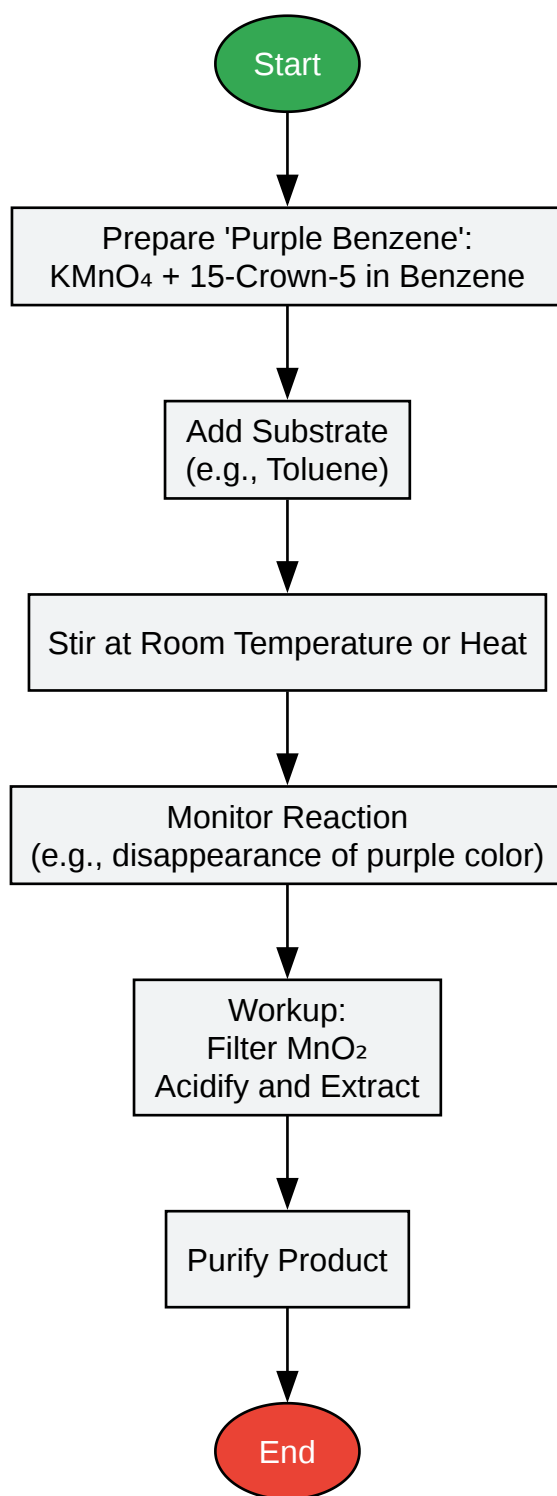 Start
Prepare 'Purple Benzene':
KMnO₄ + 15-Crown-5 in Benzene
Add Substrate
(e.g., Toluene)
Stir at Room Temperature or Heat
Monitor Reaction
(e.g., disappearance of purple color)
Workup:
Filter MnO₂
Acidify and Extract
Purify Product
End